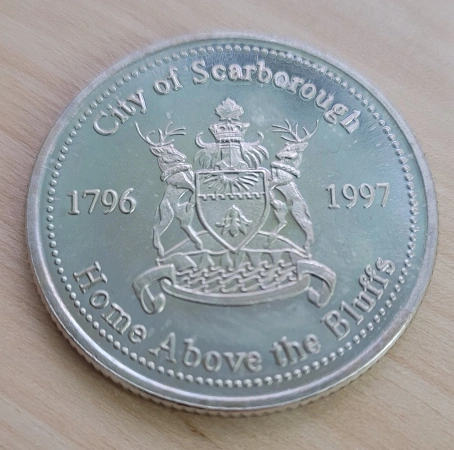 City of Scarborough
1796 1997
Home Above the Bluffs